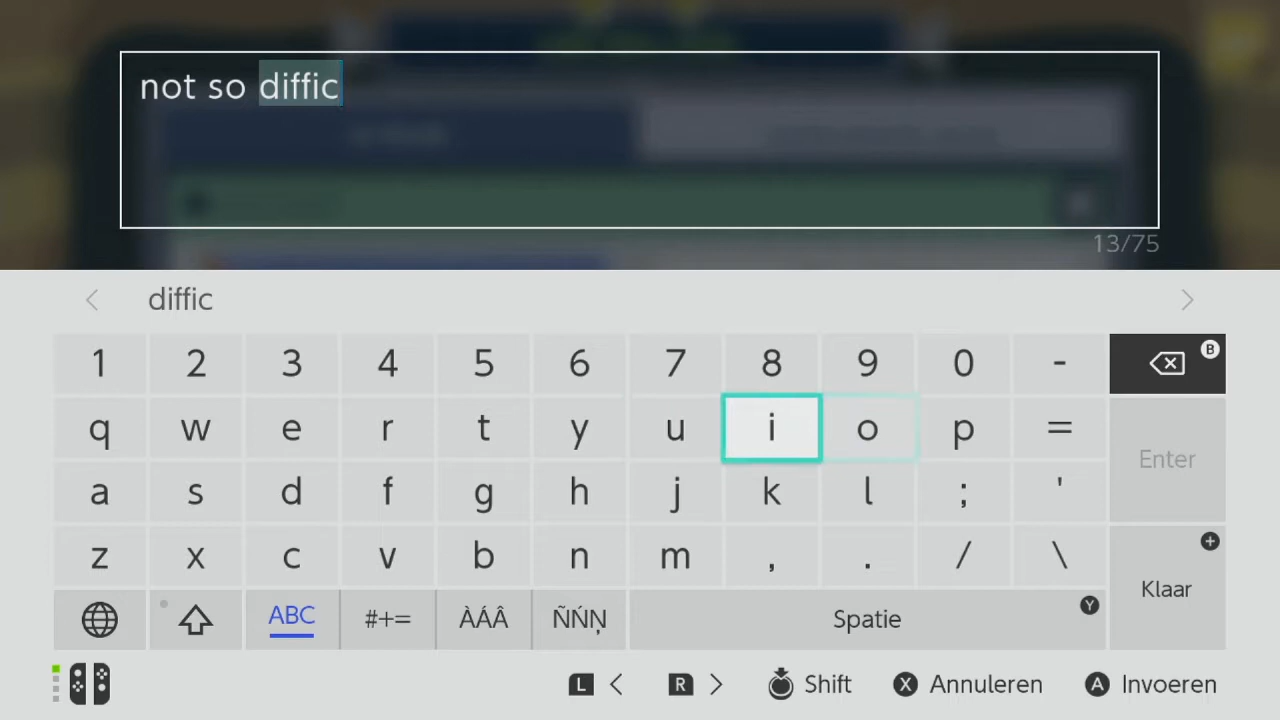 not so diffic
13/75
diffic
1 2 3 4 5 6 7 8 9 0 - B
q w e r t y u i o p =
a s d f g h j k l ; ' Enter
z x c v b n m , . / \ +
ABC #+= ÀÁÂ ÑŃŅ Spatie Y Klaar
L R Shift X Annuleren A Invoeren